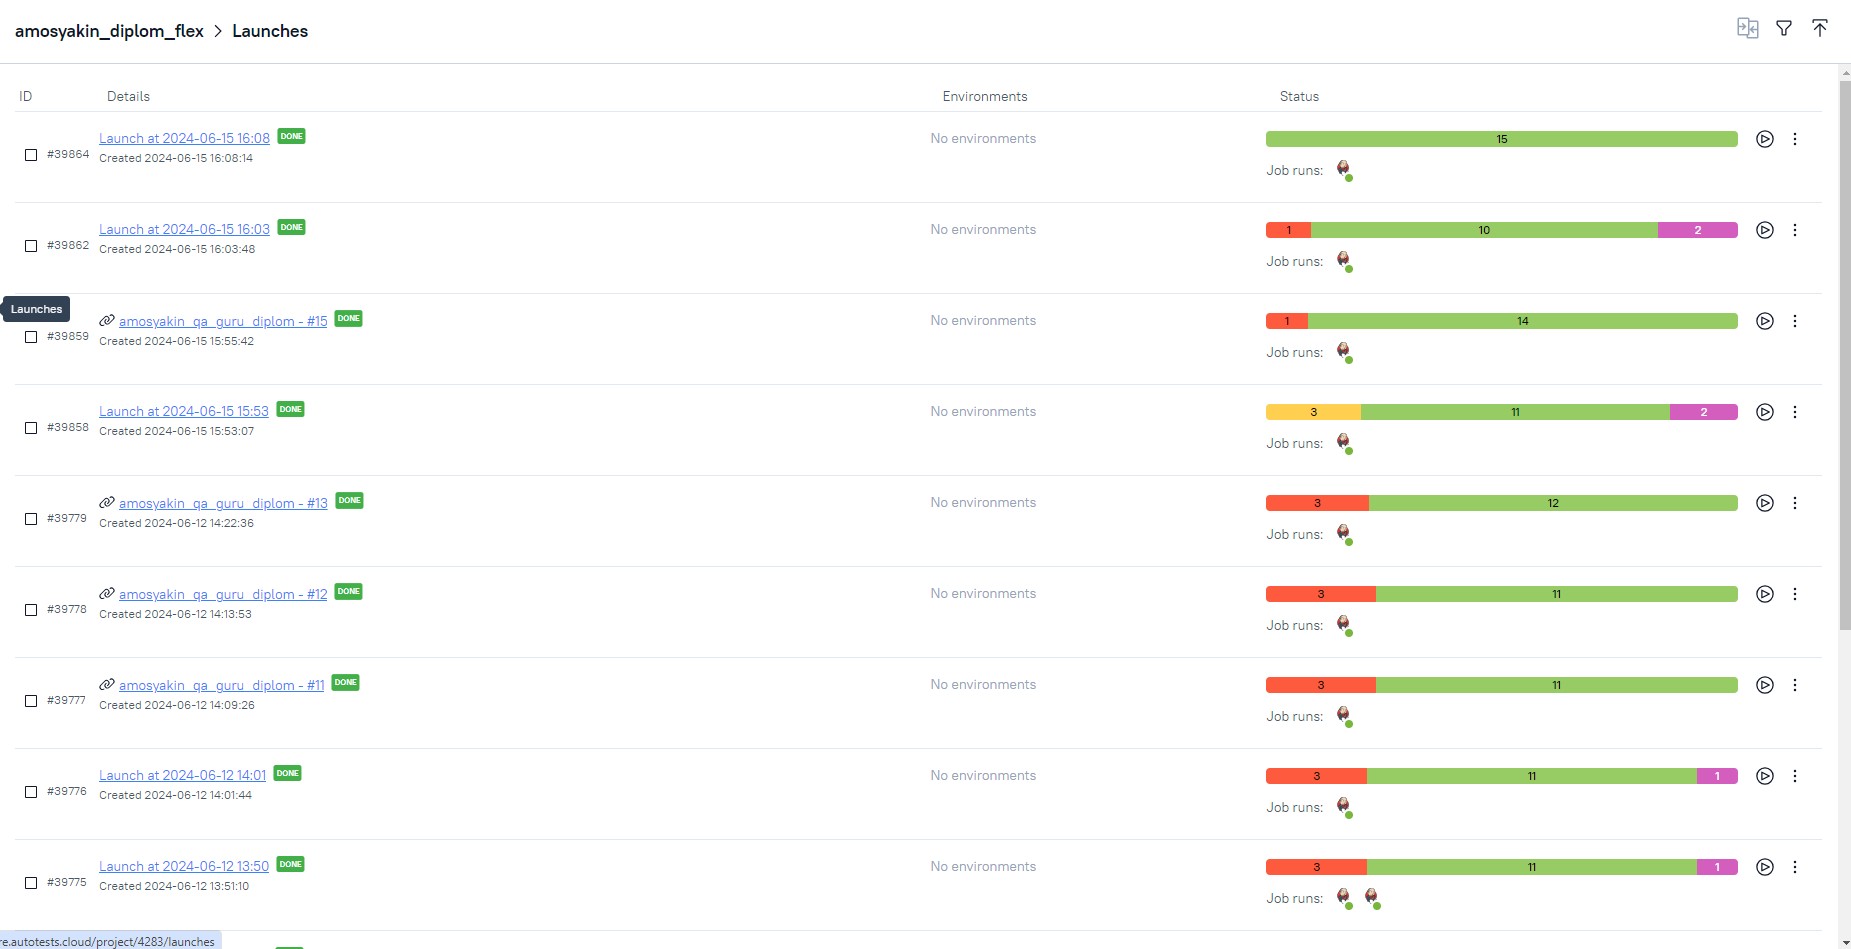 amosyakin_diplom_flex > Launches
ID Details Environments Status
Launch at 2024-06-15 16:08 DONE No environments 15
#39864 Created 2024-06-15 16:08:14
Job runs:
Launch at 2024-06-15 16:03 DONE No environments 1 10 2
#39862 Created 2024-06-15 16:03:48
Job runs:
Launches
amosyakin_qa_guru_diplom - #15 DONE No environments 1 14
#39859 Created 2024-06-15 15:55:42
Job runs:
Launch at 2024-06-15 15:53 DONE No environments 3 11 2
#39858 Created 2024-06-15 15:53:07
Job runs:
amosyakin_qa_guru_diplom - #13 DONE No environments 3 12
#39779 Created 2024-06-12 14:22:36
Job runs:
amosyakin_qa_guru_diplom - #12 DONE No environments 3 11
#39778 Created 2024-06-12 14:13:53
Job runs:
amosyakin_qa_guru_diplom - #11 DONE No environments 3 11
#39777 Created 2024-06-12 14:09:26
Job runs:
Launch at 2024-06-12 14:01 DONE No environments 3 11 1
#39776 Created 2024-06-12 14:01:44
Job runs:
Launch at 2024-06-12 13:50 DONE No environments 3 11 1
#39775 Created 2024-06-12 13:51:10
Job runs:
re.autotests.cloud/project/4283/launches